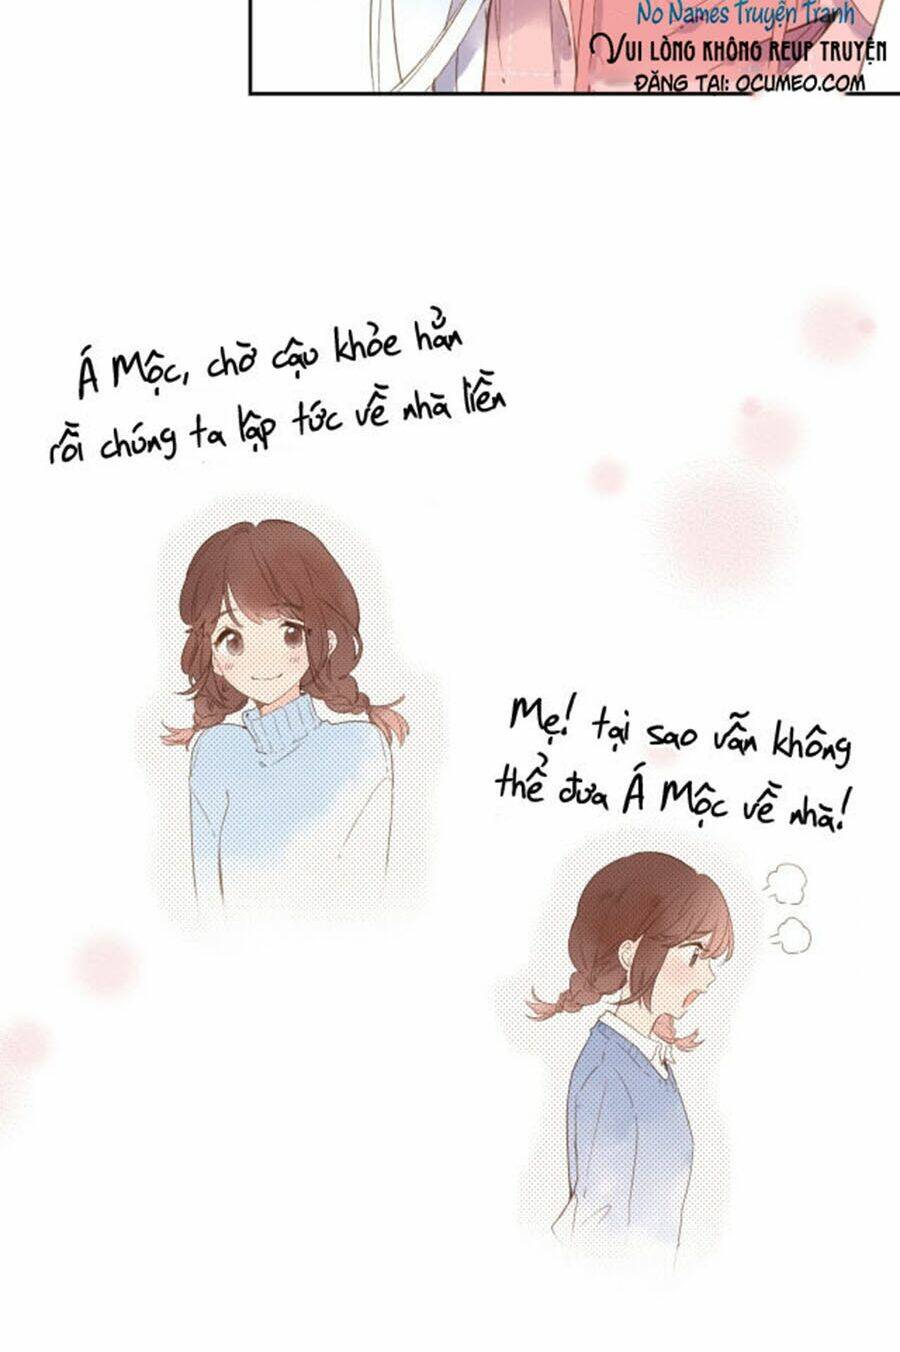 No Names Truyện Tranh
Vui lòng không reup truyện
Đăng tại: ocumeo.com
Á Mộc, chờ cậu khỏe hẳn
rồi chúng ta lập tức về nhà liền
Mẹ! tại sao vẫn không
thể đưa Á Mộc về nhà!